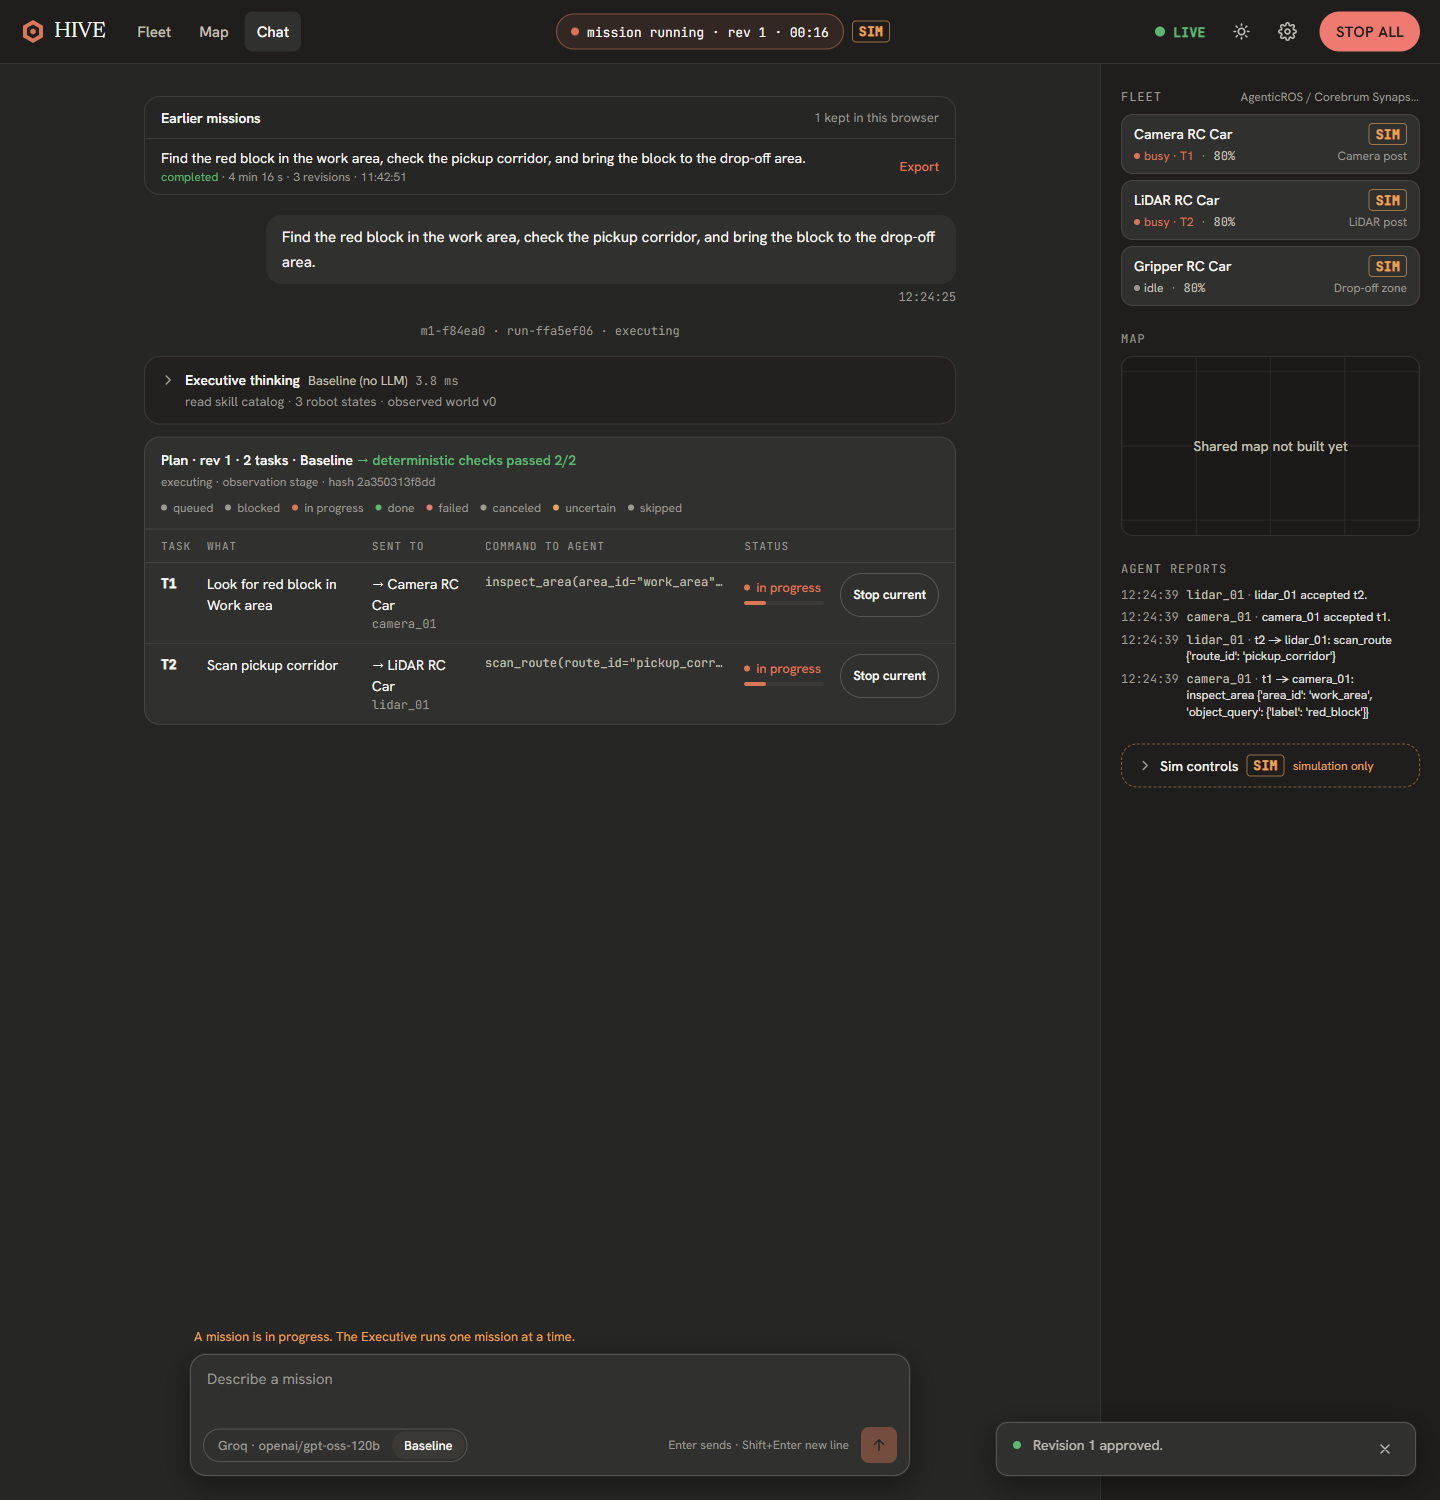 HIVE Fleet Map Chat
mission running · rev 1 · 00:16 SIM
LIVE STOP ALL
Earlier missions 1 kept in this browser
Find the red block in the work area, check the pickup corridor, and bring the block to the drop-off area. Export
completed · 4 min 16 s · 3 revisions · 11:42:51
Find the red block in the work area, check the pickup corridor, and bring the block to the drop-off
area.
12:24:25
m1-f84ea0 · run-ffa5ef06 · executing
Executive thinking Baseline (no LLM) 3.8 ms
read skill catalog · 3 robot states · observed world v0
Plan · rev 1 · 2 tasks · Baseline → deterministic checks passed 2/2
executing · observation stage · hash 2a350313f8dd
queued blocked in progress done failed canceled uncertain skipped
TASK WHAT SENT TO COMMAND TO AGENT STATUS
T1 Look for red block in → Camera RC inspect_area(area_id="work_area"… in progress Stop current
Work area Car
camera_01
T2 Scan pickup corridor → LiDAR RC scan_route(route_id="pickup_corr… in progress Stop current
Car
lidar_01
A mission is in progress. The Executive runs one mission at a time.
Describe a mission
Groq · openai/gpt-oss-120b Baseline Enter sends · Shift+Enter new line
FLEET AgenticROS / Corebrum Synaps...
Camera RC Car SIM
busy · T1 · 80% Camera post
LiDAR RC Car SIM
busy · T2 · 80% LiDAR post
Gripper RC Car SIM
idle · 80% Drop-off zone
MAP
Shared map not built yet
AGENT REPORTS
12:24:39 lidar_01 · lidar_01 accepted t2.
12:24:39 camera_01 · camera_01 accepted t1.
12:24:39 lidar_01 · t2 -> lidar_01: scan_route
{'route_id': 'pickup_corridor'}
12:24:39 camera_01 · t1 -> camera_01:
inspect_area {'area_id': 'work_area',
'object_query': {'label': 'red_block'}}
Sim controls SIM simulation only
Revision 1 approved.